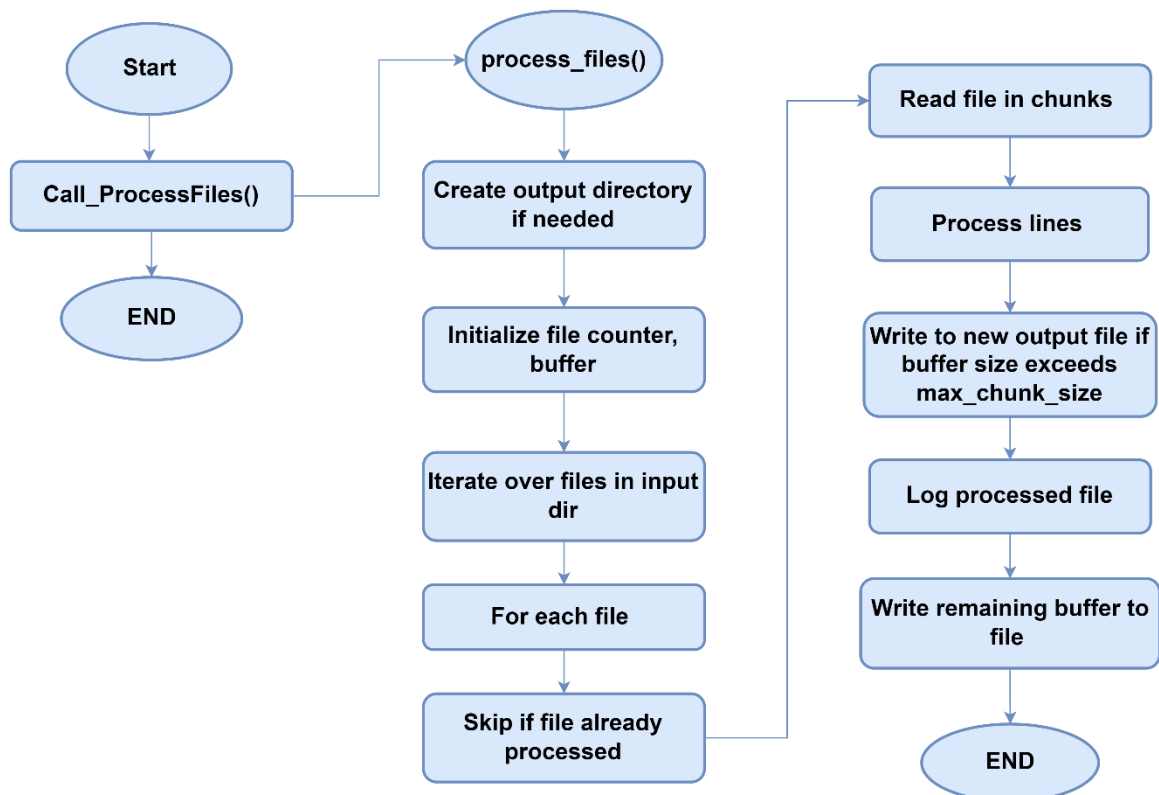 Start
Call_ProcessFiles()
END
process_files()
Create output directory
if needed
Initialize file counter,
buffer
Iterate over files in input
dir
For each file
Skip if file already
processed
Read file in chunks
Process lines
Write to new output file if
buffer size exceeds
max_chunk_size
Log processed file
Write remaining buffer to
file
END